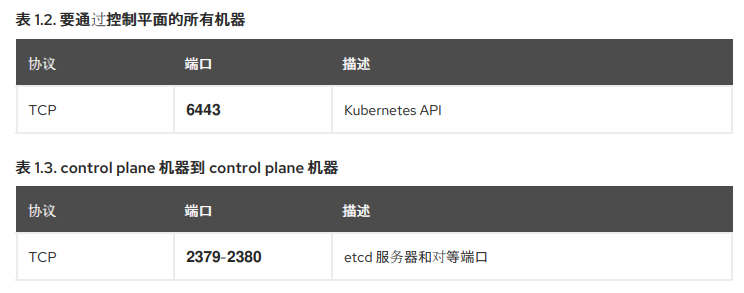 表 1.2. 要通过控制平面的所有机器
协议 端口 描述
TCP 6443 Kubernetes API
表 1.3. control plane 机器到 control plane 机器
协议 端口 描述
TCP 2379-2380 etcd 服务器和对等端口